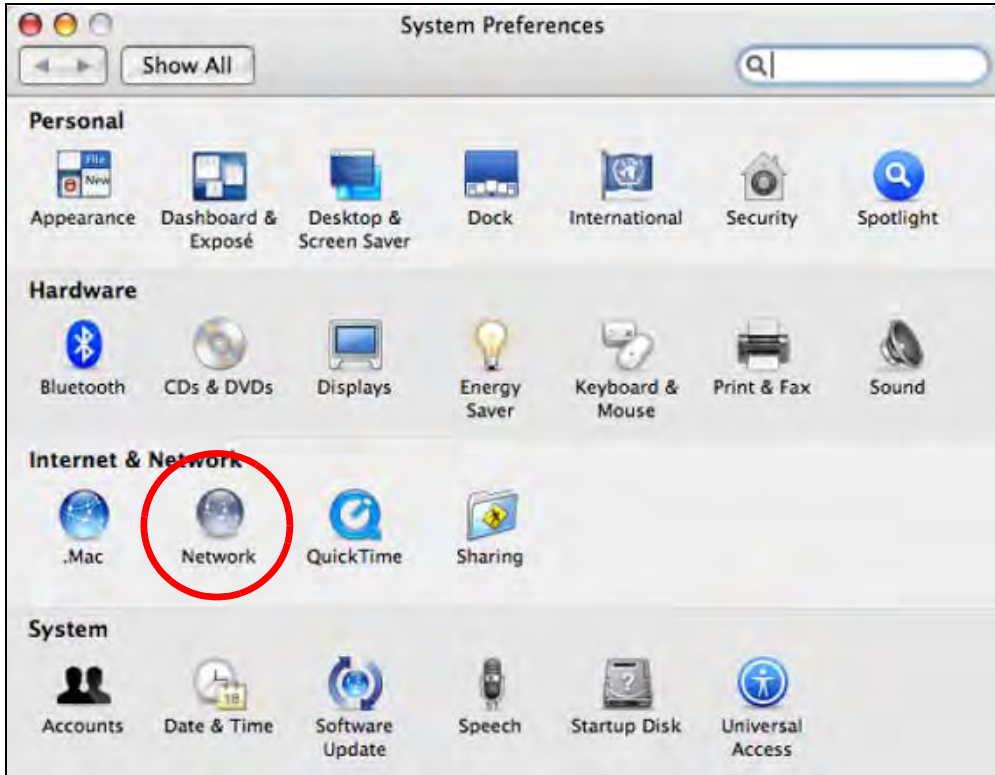 System Preferences
Show All
Personal
File
New
Appearance
Dashboard &
Exposé
Desktop &
Screen Saver
Dock
International
Security
Spotlight
Hardware
Bluetooth
CDs & DVDs
Displays
Energy
Saver
Keyboard &
Mouse
Print & Fax
Sound
Internet & Network
.Mac
Network
QuickTime
Sharing
System
18
?
Accounts
Date & Time
Software
Update
Speech
Startup Disk
Universal
Access